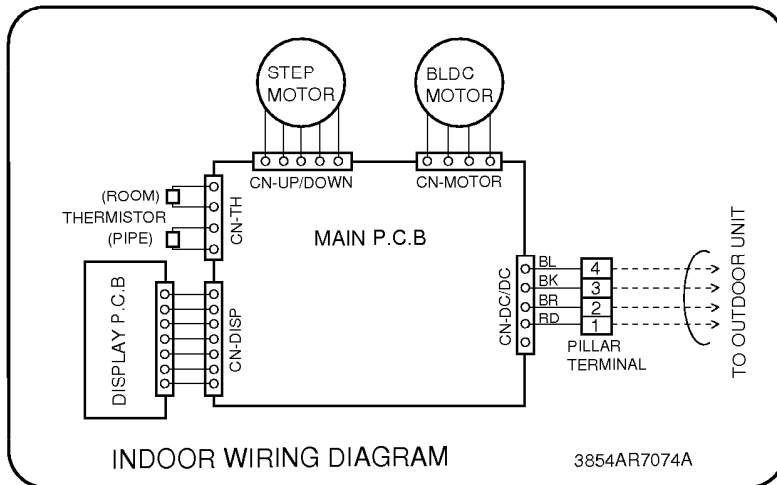 STEP
MOTOR
BLDC
MOTOR
CN-UP/DOWN
CN-MOTOR
(ROOM)
THERMISTOR
(PIPE)
CN-TH
MAIN P.C.B
DISPLAY P.C.B
CN-DISP
CN-DC/DC
BL
4
BK
3
BR
2
RD
1
PILLAR
TERMINAL
TO OUTDOOR UNIT
INDOOR WIRING DIAGRAM
3854AR7074A